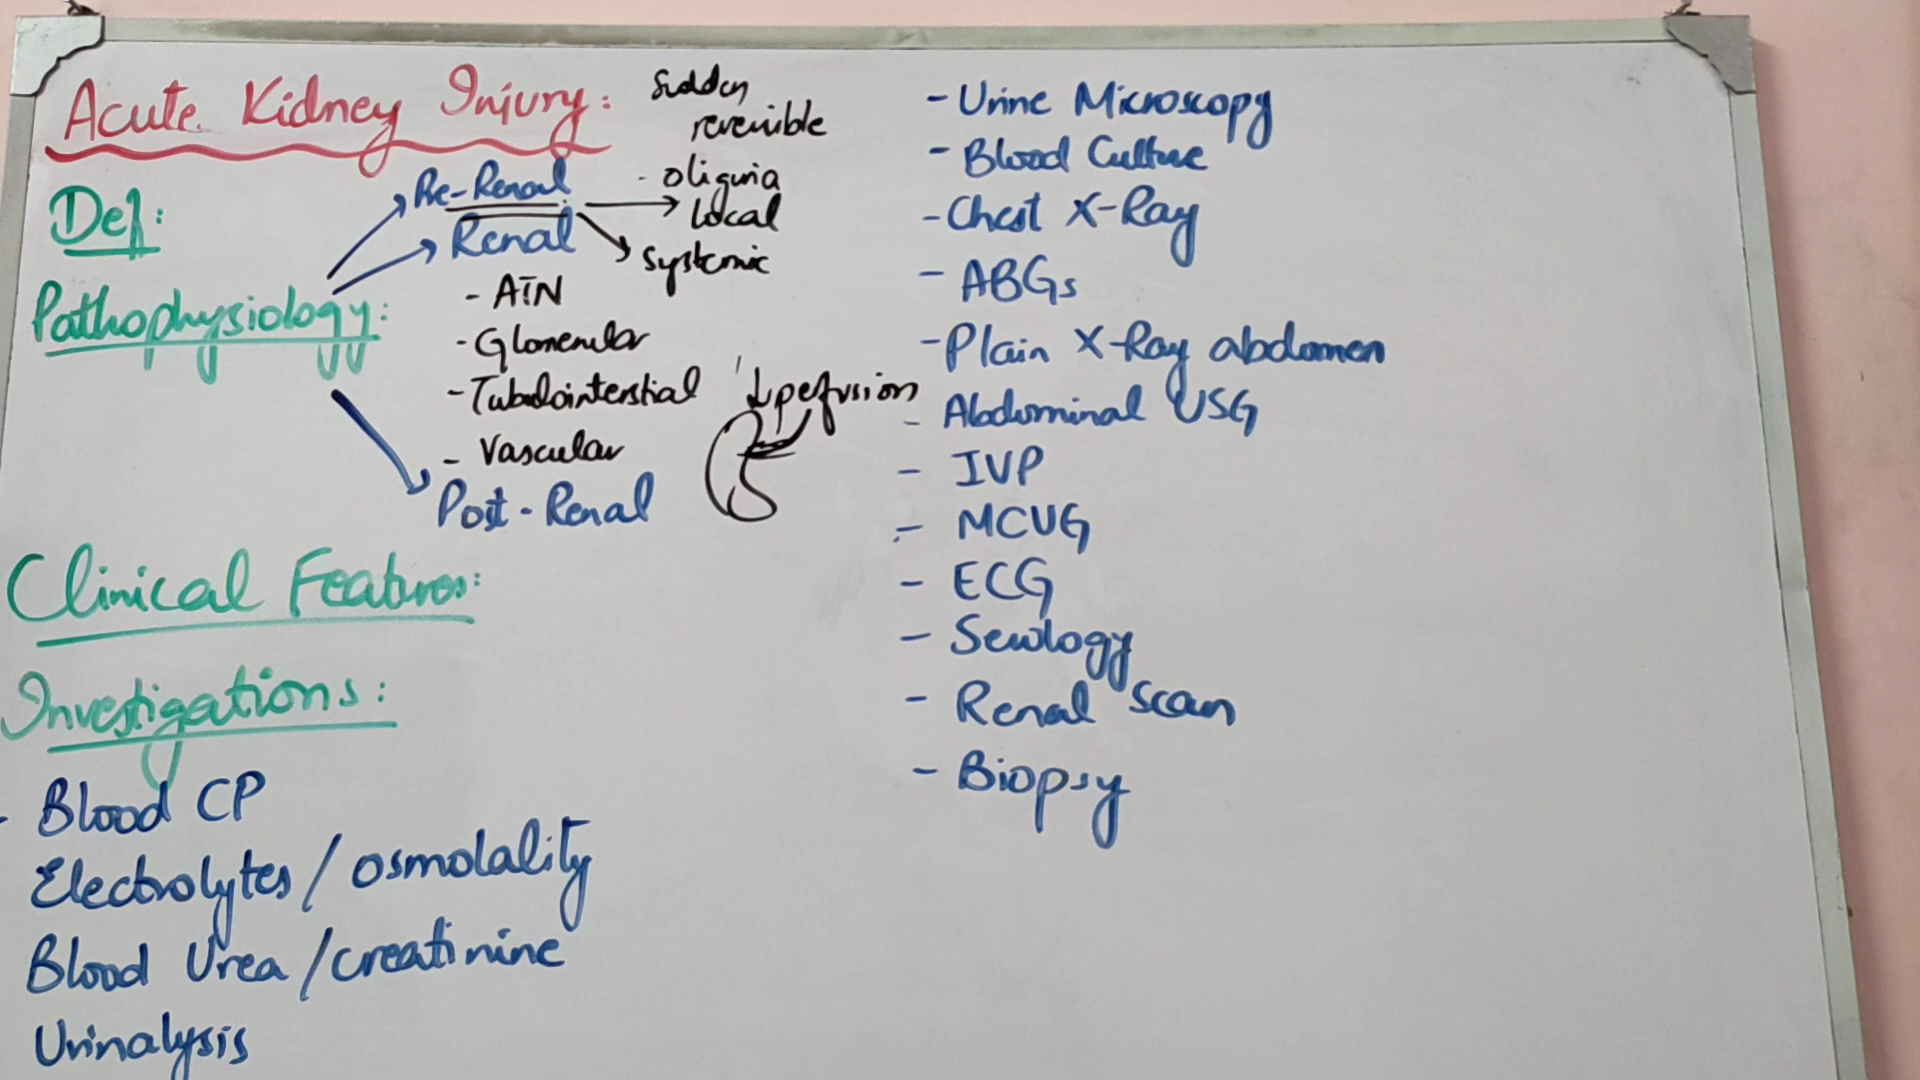 Acute Kidney Injury:
Sudden
reversible
Def:
Pre-Renal
- oliguria
Local
Renal
Systemic
Pathophysiology:
- ATN
- Glomerular
- Tubulointerstial
- Vascular
↓pefusion
Post-Renal
Clinical Features:
Investigations:
- Blood CP
Electrolytes/osmolality
Blood Urea/creatinine
Urinalysis
- Urine Microscopy
- Blood Culture
- Chest X-Ray
- ABGs
- Plain X-Ray abdomen
- Abdominal USG
- IVP
- MCUG
- ECG
- Serology
- Renal Scan
- Biopsy